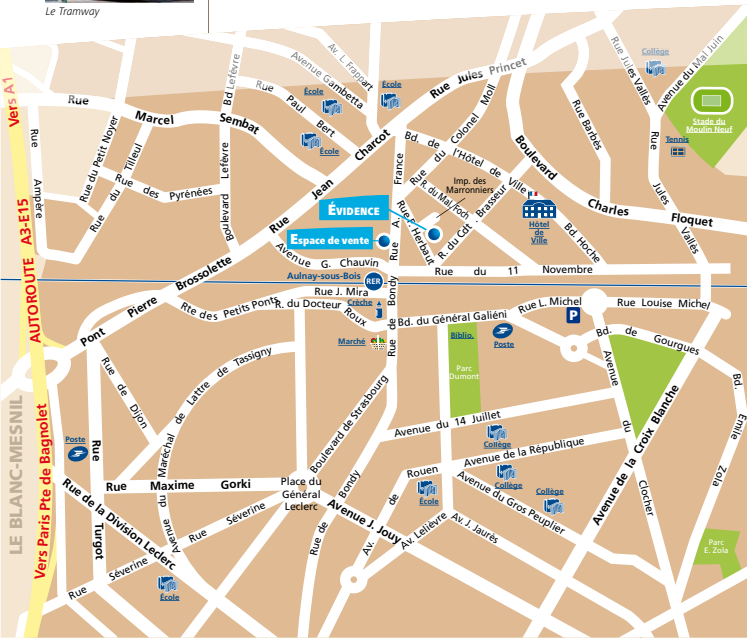 Le Tramway
Vers A1
AUTOROUTE A3-E15
Vers Paris Pte de Bagnolet
LE BLANC-MESNIL
Rue Marcel Sembat
Rue Ampère
Rue du Petit Noyer
Rue du Tilleul
Rue des Pyrénées
Bd Lefèvre
Boulevard Lefèvre
Rue Paul Bert
Avenue Gambetta
Av. L. Frappart
École
École
École
Rue Jean Charcot
Rue Jules Princet
Rue du Colonel Moll
Bd. de l'Hôtel de Ville
Imp. des
Marronniers
R. du Mal Foch
Rue P. Herbaut
R. du Cdt. Brasseur
Rue A. France
ÉVIDENCE
Espace de vente
Hôtel
de
Ville
Bd. Hoche
Boulevard Charles Floquet
Rue Barbès
Rue Jules Vallès
Rue Jules Vallès
Collège
Avenue du Mal Juin
Stade du
Moulin Neuf
Tennis
Pont Pierre Brossolette
Avenue G. Chauvin
Rue du 11 Novembre
Aulnay-sous-Bois
RER
Rue J. Mira
Rte des Petits Ponts
R. du Docteur Roux
Crèche
Marché
Rue de Bondy
Bd. du Général Galiéni
Rue L. Michel
Rue Louise Michel
P
Biblio.
Poste
Parc
Dumont
Bd. de Gourgues
Avenue du Clocher
Avenue de la Croix Blanche
Bd. Emile Zola
Parc
E. Zola
Rue de Dijon
Avenue du Maréchal de Lattre de Tassigny
Boulevard de Strasbourg
Avenue du 14 Juillet
Collège
Avenue de la République
Collège
Collège
Avenue du Gros Peuplier
École
Av. de Rouen
Av. Lelièvre
Av. J. Jaurès
Avenue J. Jouy
Rue de Bondy
Place du
Général
Leclerc
Rue Maxime Gorki
Poste
Rue Turgot
Rue de la Division Leclerc
Rue Séverine
Rue Séverine
École